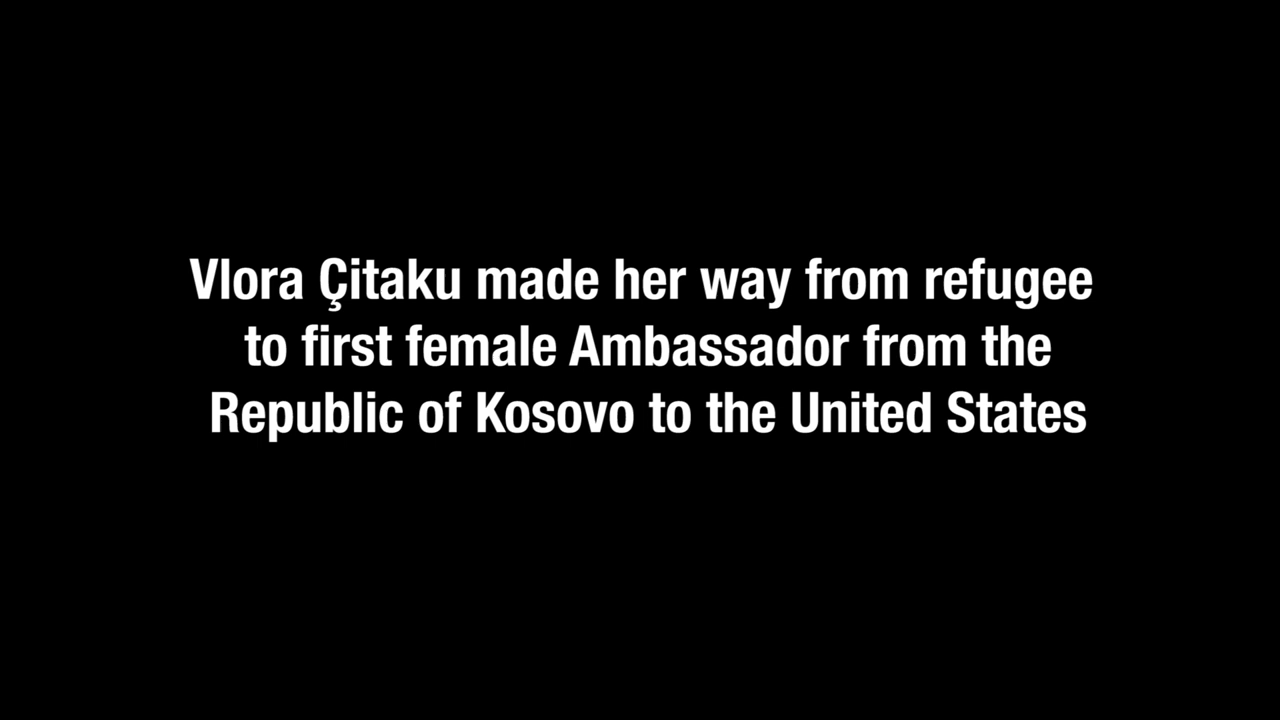 Vlora Çitaku made her way from refugee
to first female Ambassador from the
Republic of Kosovo to the United States